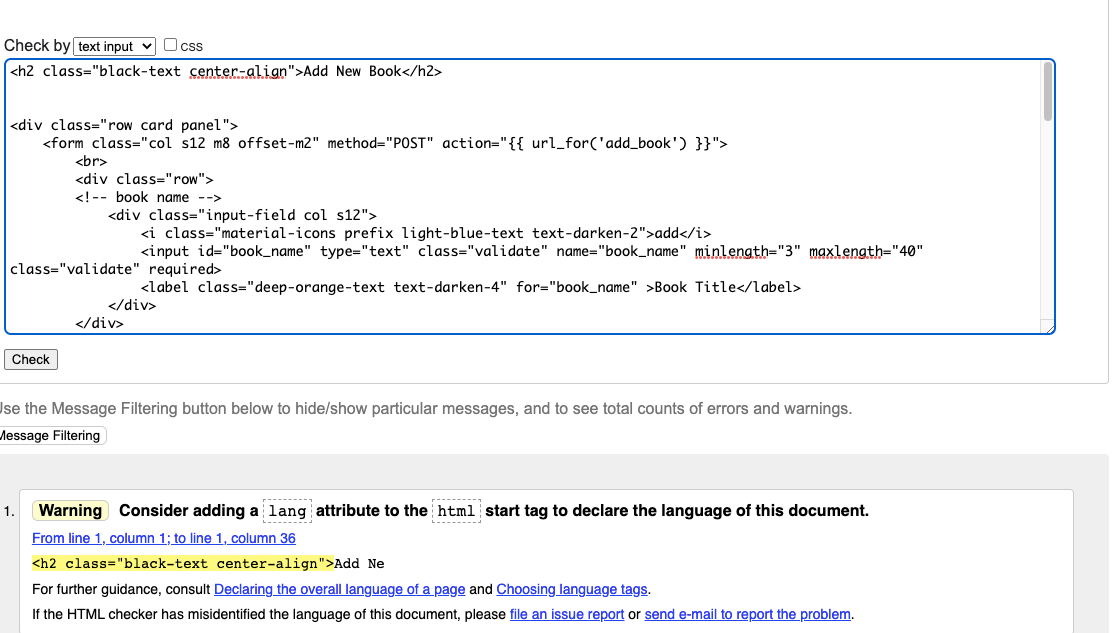 Check by text input css
<h2 class="black-text center-align">Add New Book</h2>
<div class="row card panel">
<form class="col s12 m8 offset-m2" method="POST" action="{{ url_for('add_book') }}">
<br>
<div class="row">
<!-- book name -->
<div class="input-field col s12">
<i class="material-icons prefix light-blue-text text-darken-2">add</i>
<input id="book_name" type="text" class="validate" name="book_name" minlength="3" maxlength="40"
class="validate" required>
<label class="deep-orange-text text-darken-4" for="book_name" >Book Title</label>
</div>
</div>
Check
Use the Message Filtering button below to hide/show particular messages, and to see total counts of errors and warnings.
Message Filtering
1. Warning Consider adding a lang attribute to the html start tag to declare the language of this document.
From line 1, column 1; to line 1, column 36
<h2 class="black-text center-align">Add Ne
For further guidance, consult Declaring the overall language of a page and Choosing language tags.
If the HTML checker has misidentified the language of this document, please file an issue report or send e-mail to report the problem.